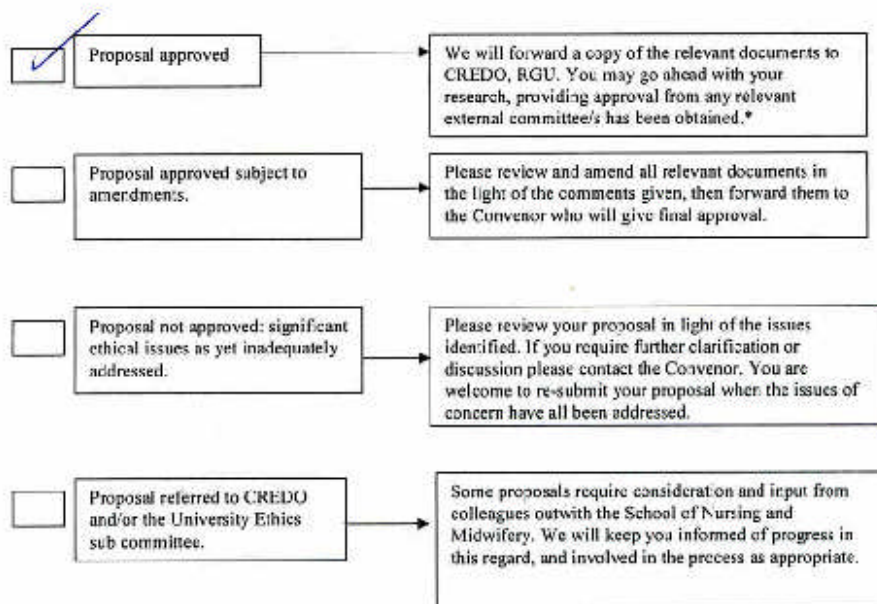 Proposal approved
We will forward a copy of the relevant documents to
CREDO, RGU. You may go ahead with your
research, providing approval from any relevant
external committee/s has been obtained.*
Proposal approved subject to
amendments.
Please review and amend all relevant documents in
the light of the comments given, then forward them to
the Convenor who will give final approval.
Proposal not approved: significant
ethical issues as yet inadequately
addressed.
Please review your proposal in light of the issues
identified. If you require further clarification or
discussion please contact the Convenor. You are
welcome to re-submit your proposal when the issues of
concern have all been addressed.
Proposal referred to CREDO
and/or the University Ethics
sub committee.
Some proposals require consideration and input from
colleagues outwith the School of Nursing and
Midwifery. We will keep you informed of progress in
this regard, and involved in the process as appropriate.